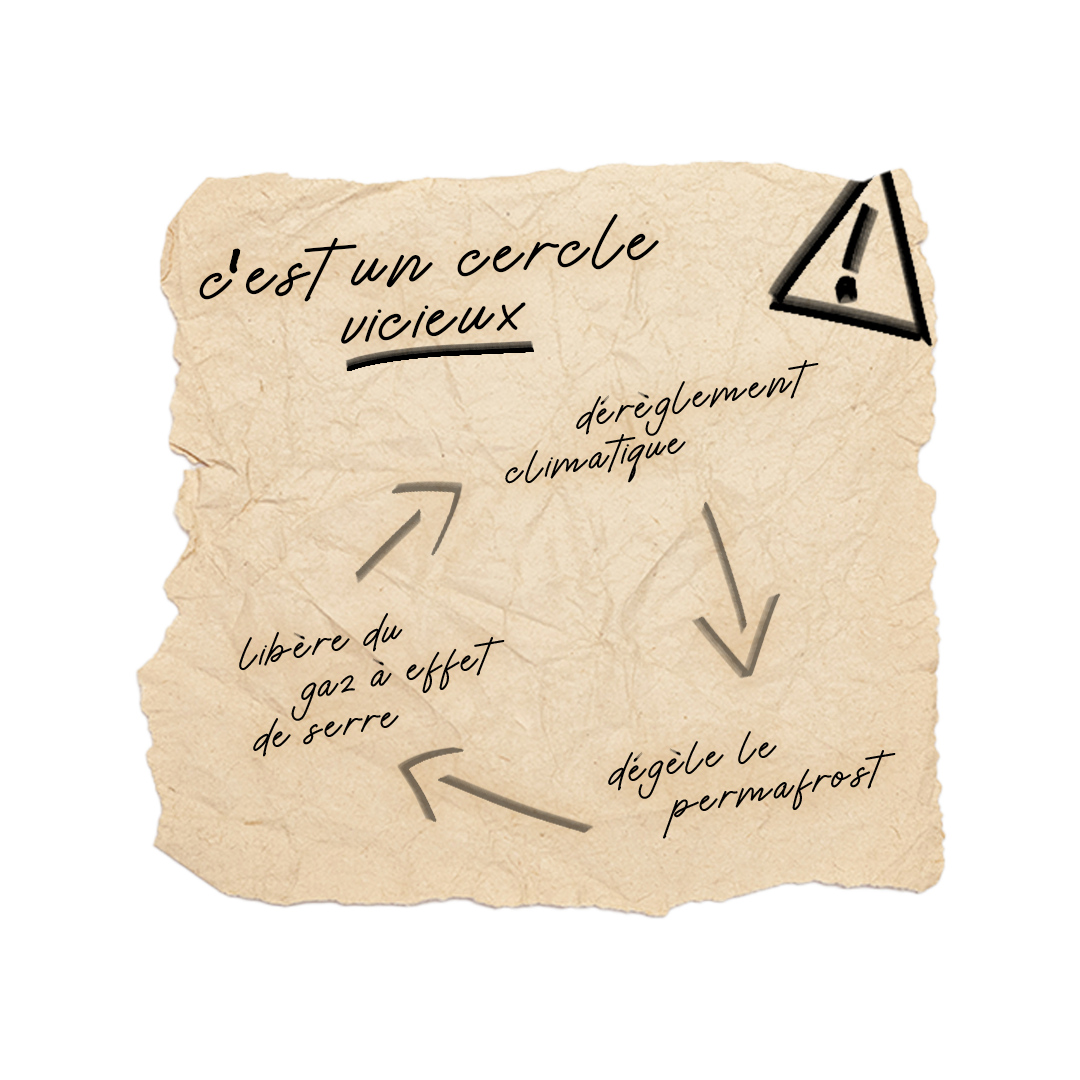 c'est un cercle
vicieux
dérèglement
climatique
dégèle le
permafrost
libère du
gaz à effet
de serre